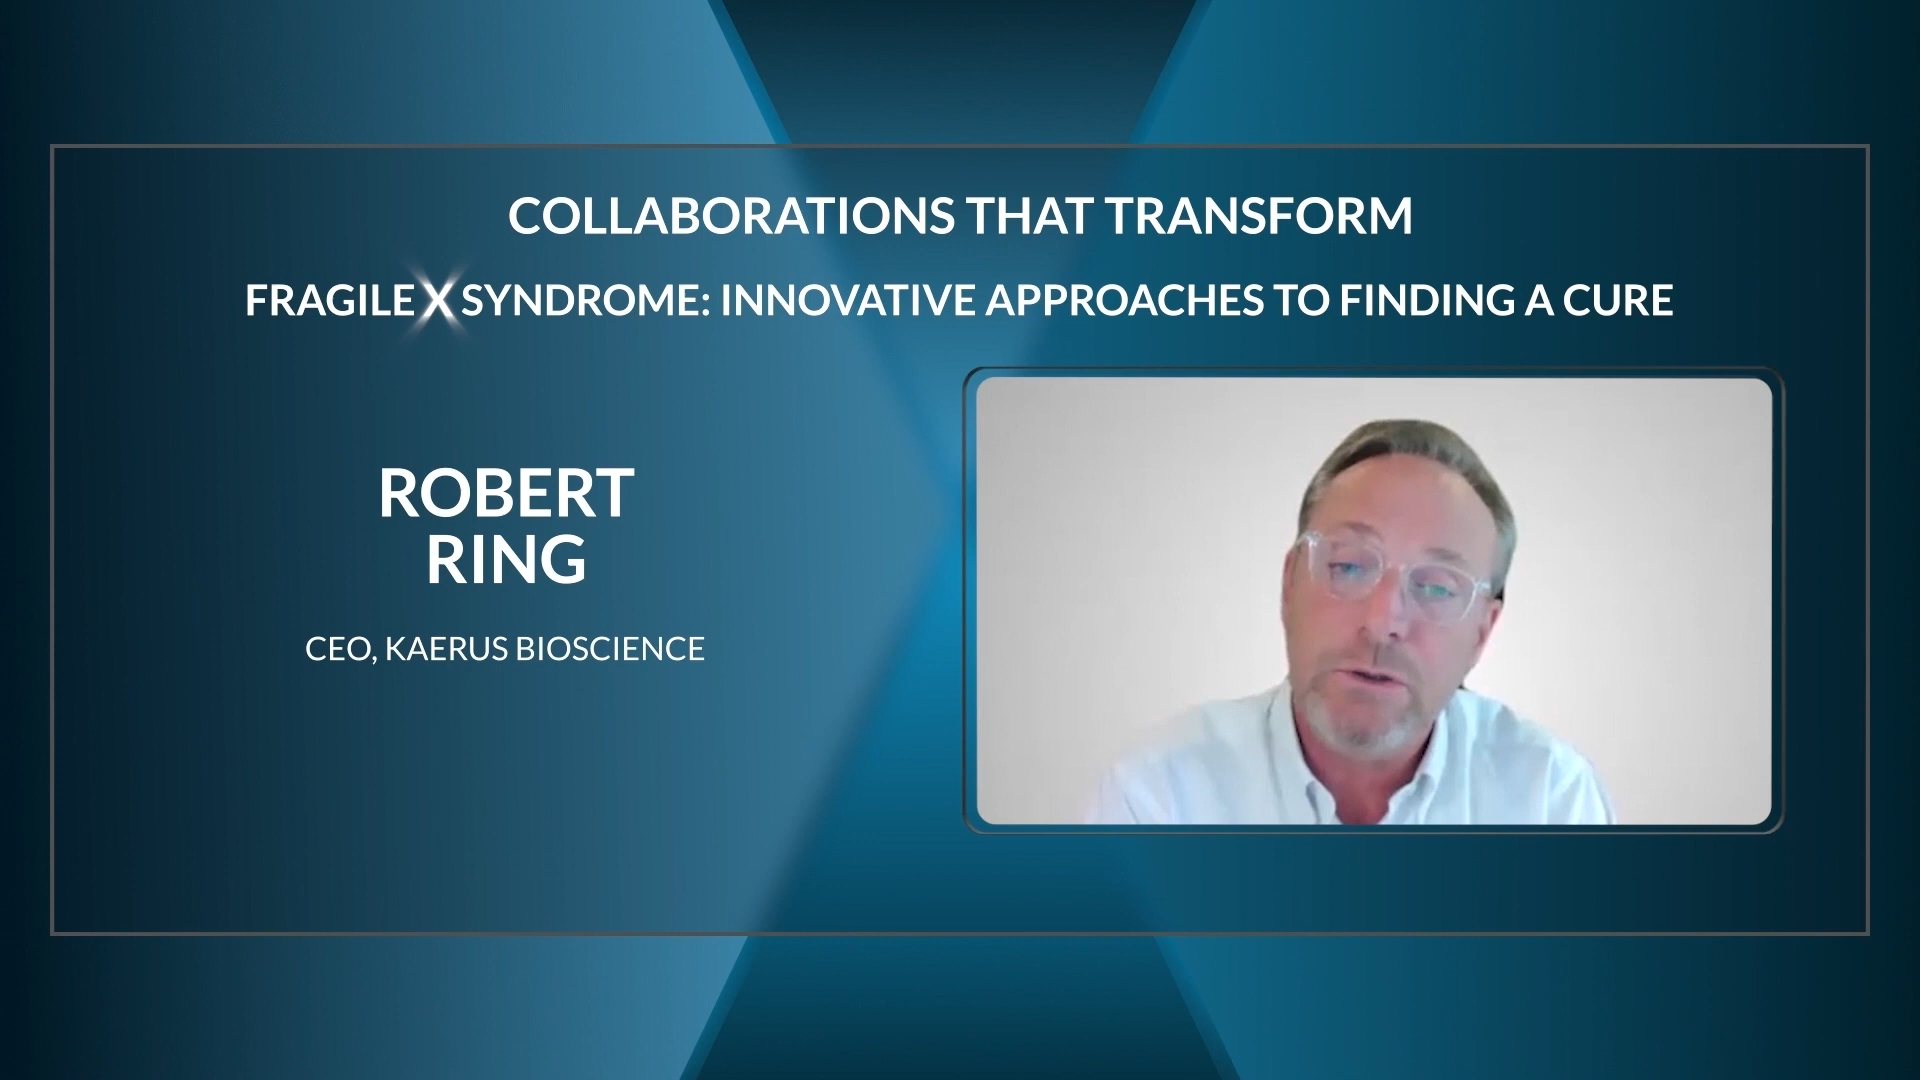 COLLABORATIONS THAT TRANSFORM
FRAGILE X SYNDROME: INNOVATIVE APPROACHES TO FINDING A CURE
ROBERT
RING
CEO, KAERUS BIOSCIENCE